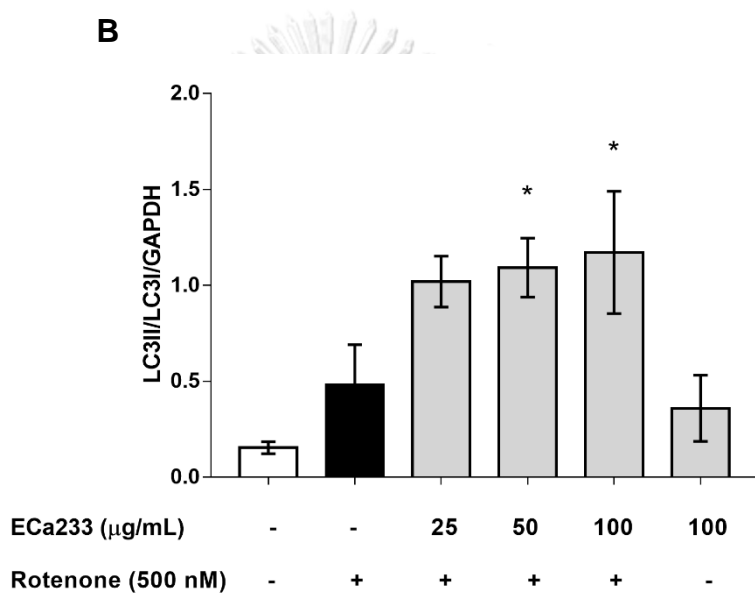 B
2.0
1.5
1.0
0.5
0.0
LC3II/LC3I/GAPDH
*
*
ECa233 (μg/mL) - - 25 50 100 100
Rotenone (500 nM) - + + + + -